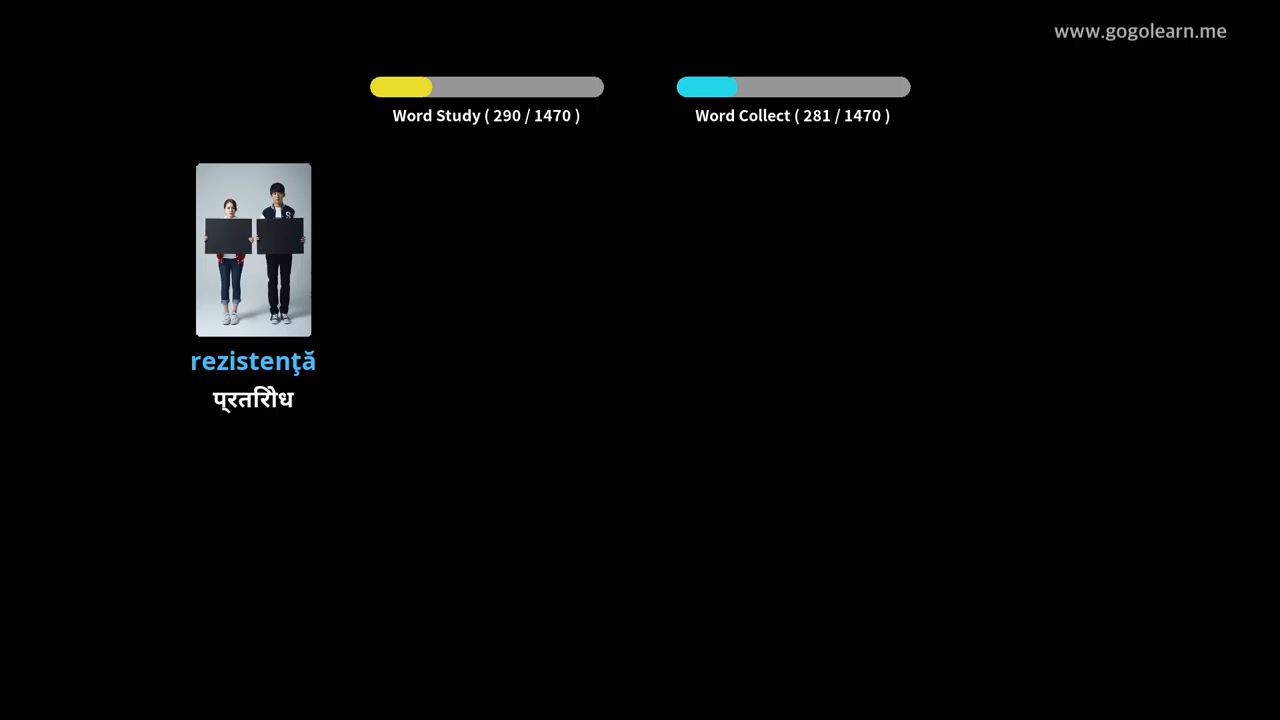 www.gogolearn.me
Word Study ( 290 / 1470 )
Word Collect ( 281 / 1470 )
S
rezistenţă
प्रतिरोध